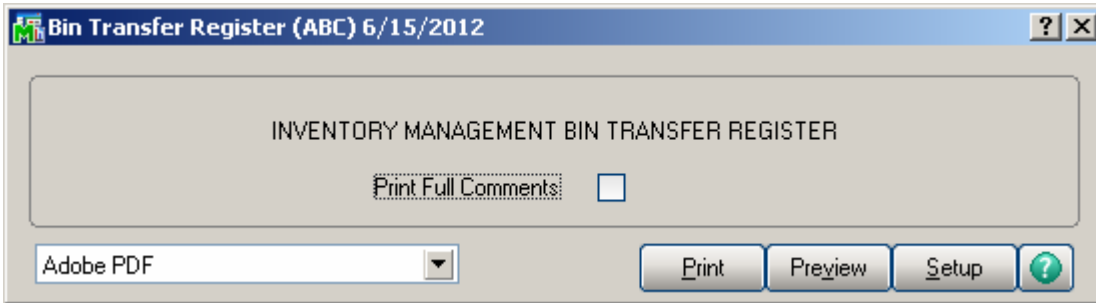 Bin Transfer Register (ABC) 6/15/2012
INVENTORY MANAGEMENT BIN TRANSFER REGISTER
Print Full Comments
Adobe PDF Print Preview Setup